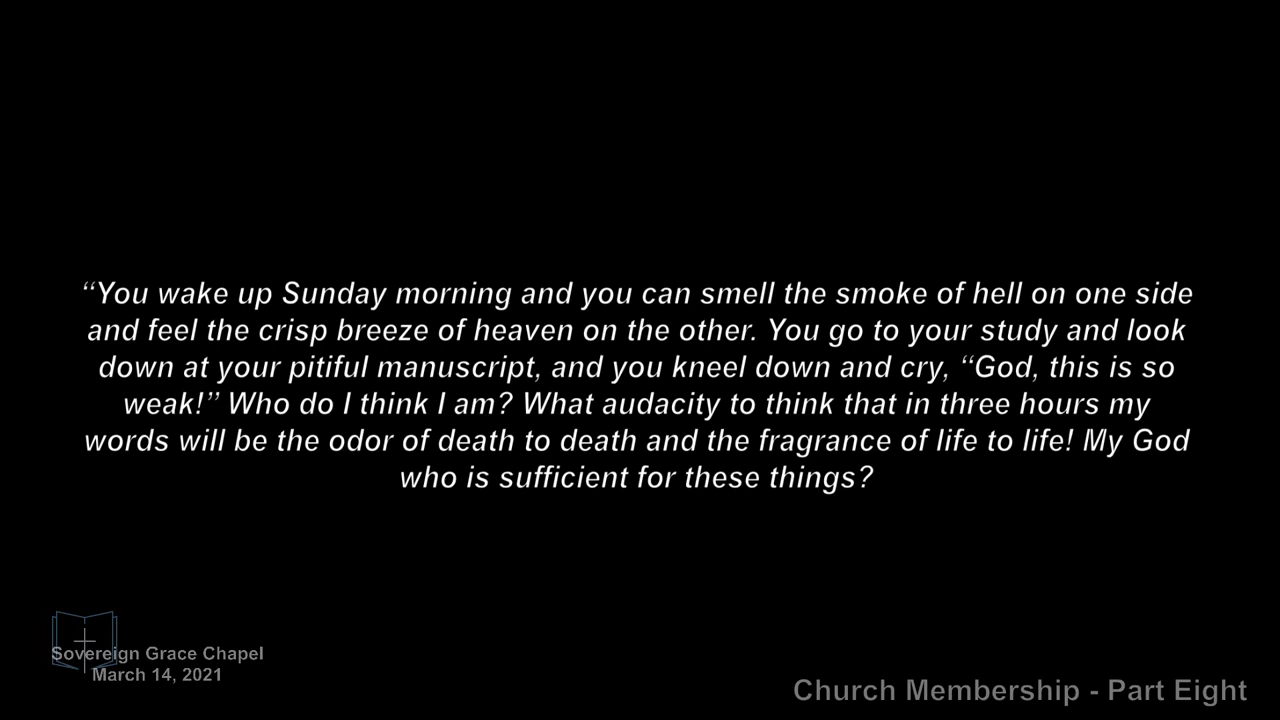 “You wake up Sunday morning and you can smell the smoke of hell on one side
and feel the crisp breeze of heaven on the other. You go to your study and look
down at your pitiful manuscript, and you kneel down and cry, “God, this is so
weak!” Who do I think I am? What audacity to think that in three hours my
words will be the odor of death to death and the fragrance of life to life! My God
who is sufficient for these things?
Sovereign Grace Chapel
March 14, 2021
Church Membership - Part Eight